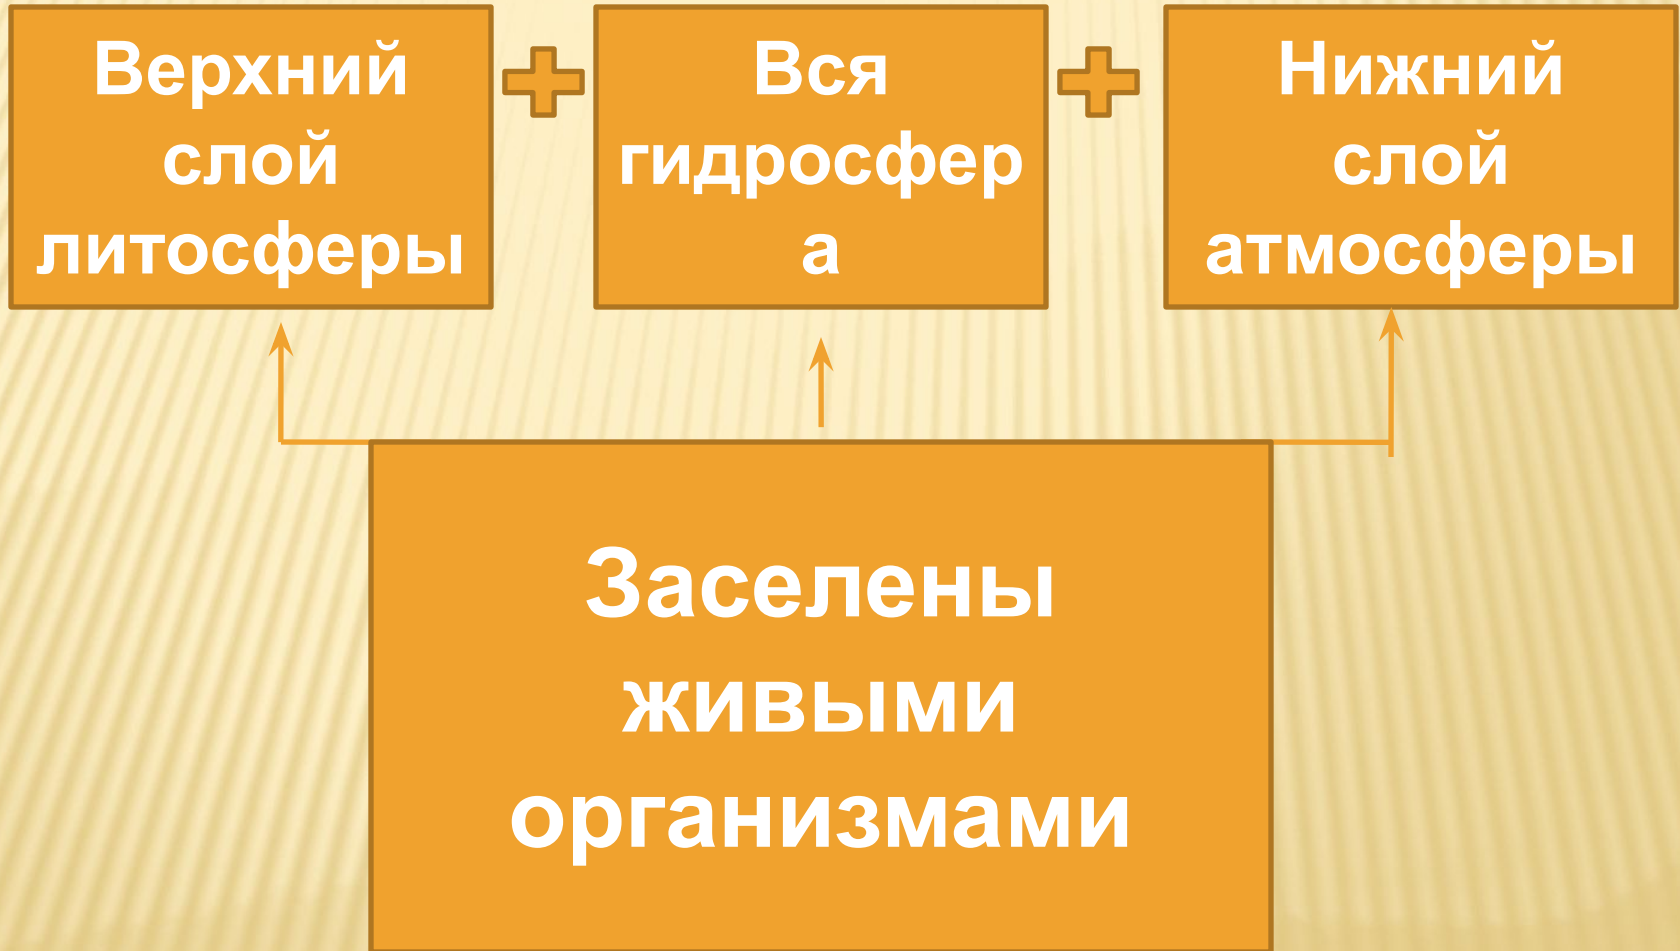 Верхний
слой
литосферы
Вся
гидросфер
а
Нижний
слой
атмосферы
Заселены
живыми
организмами